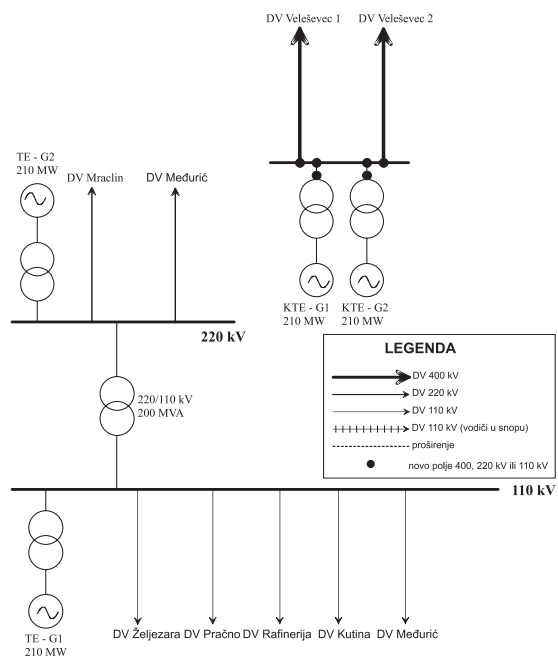 DV Veleševec 1
DV Veleševec 2
TE - G2
210 MW
DV Mraclin
DV Međurić
KTE - G1
210 MW
KTE - G2
210 MW
220 kV
220/110 kV
200 MVA
LEGENDA
DV 400 kV
DV 220 kV
DV 110 kV
DV 110 kV (vodiči u snopu)
proširenje
novo polje 400, 220 kV ili 110 kV
110 kV
TE - G1
210 MW
DV Željezara
DV Pračno
DV Rafinerija
DV Kutina
DV Međurić